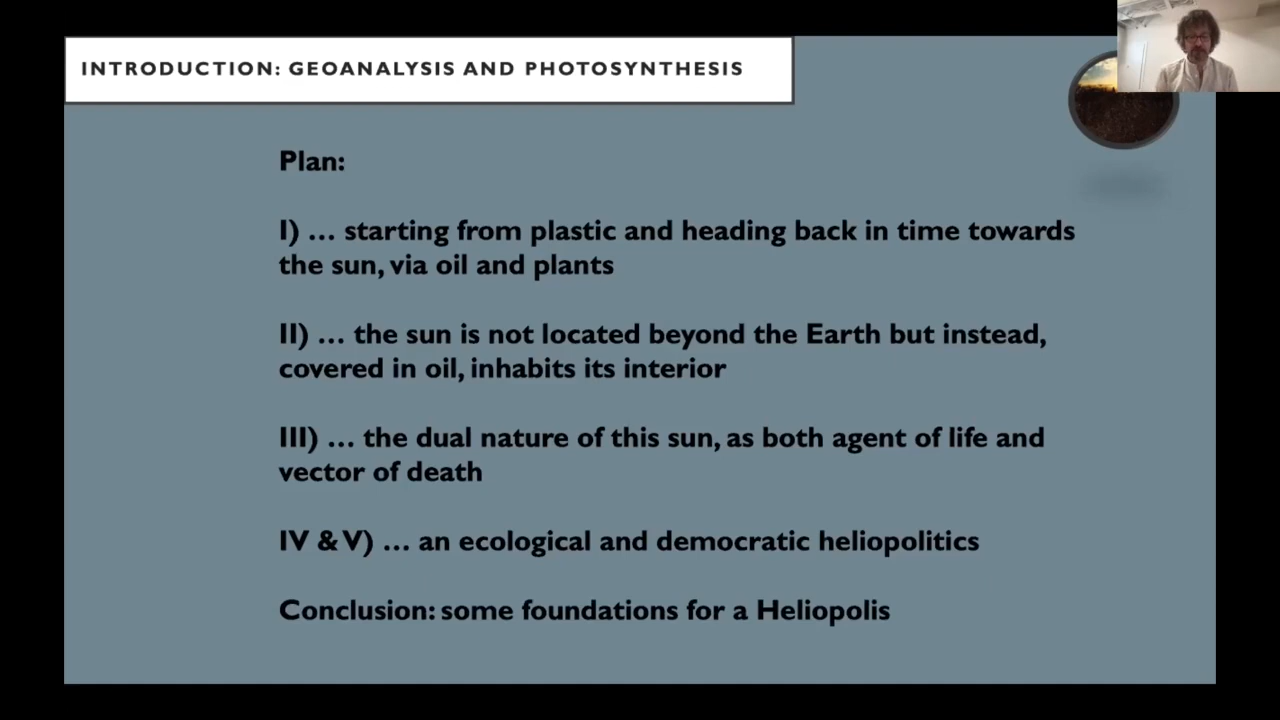 INTRODUCTION: GEOANALYSIS AND PHOTOSYNTHESIS
Plan:
I) … starting from plastic and heading back in time towards
the sun, via oil and plants
II) … the sun is not located beyond the Earth but instead,
covered in oil, inhabits its interior
III) … the dual nature of this sun, as both agent of life and
vector of death
IV & V) … an ecological and democratic heliopolitics
Conclusion: some foundations for a Heliopolis